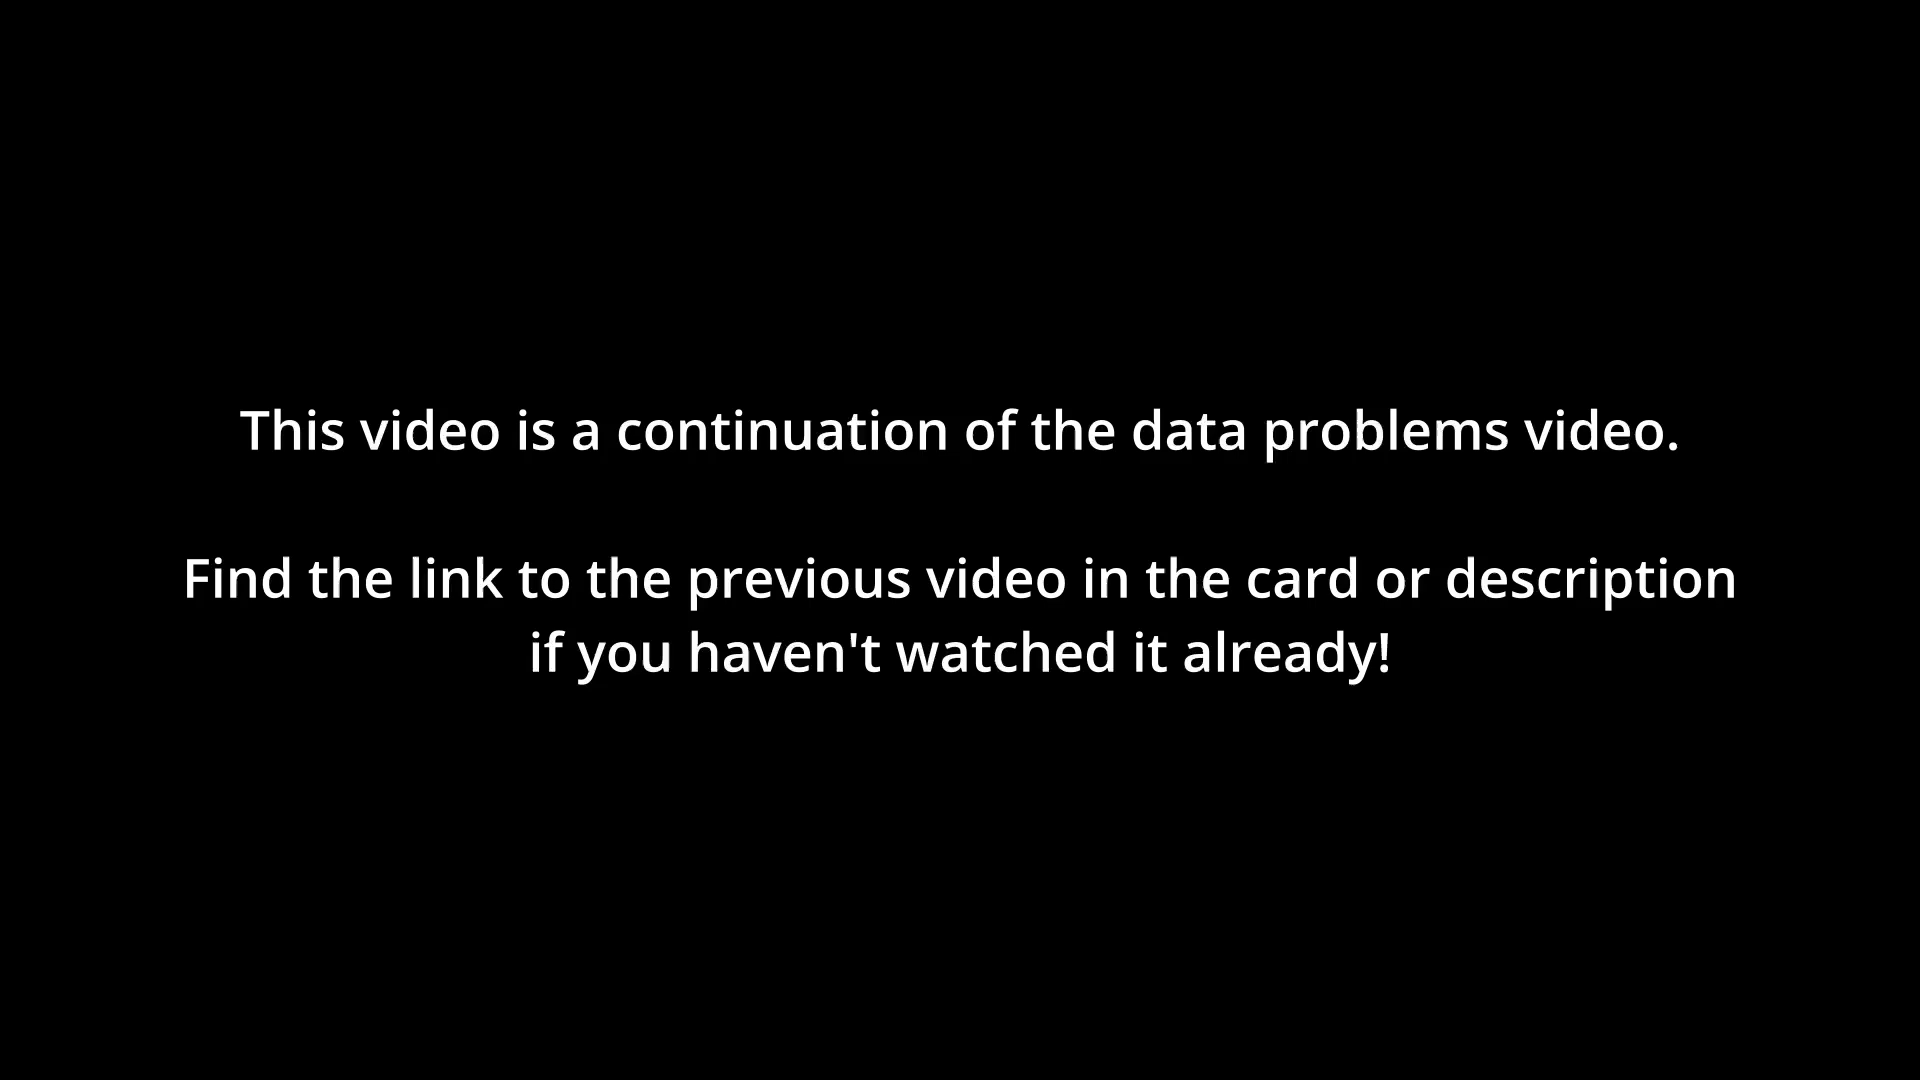 This video is a continuation of the data problems video.
Find the link to the previous video in the card or description
if you haven't watched it already!